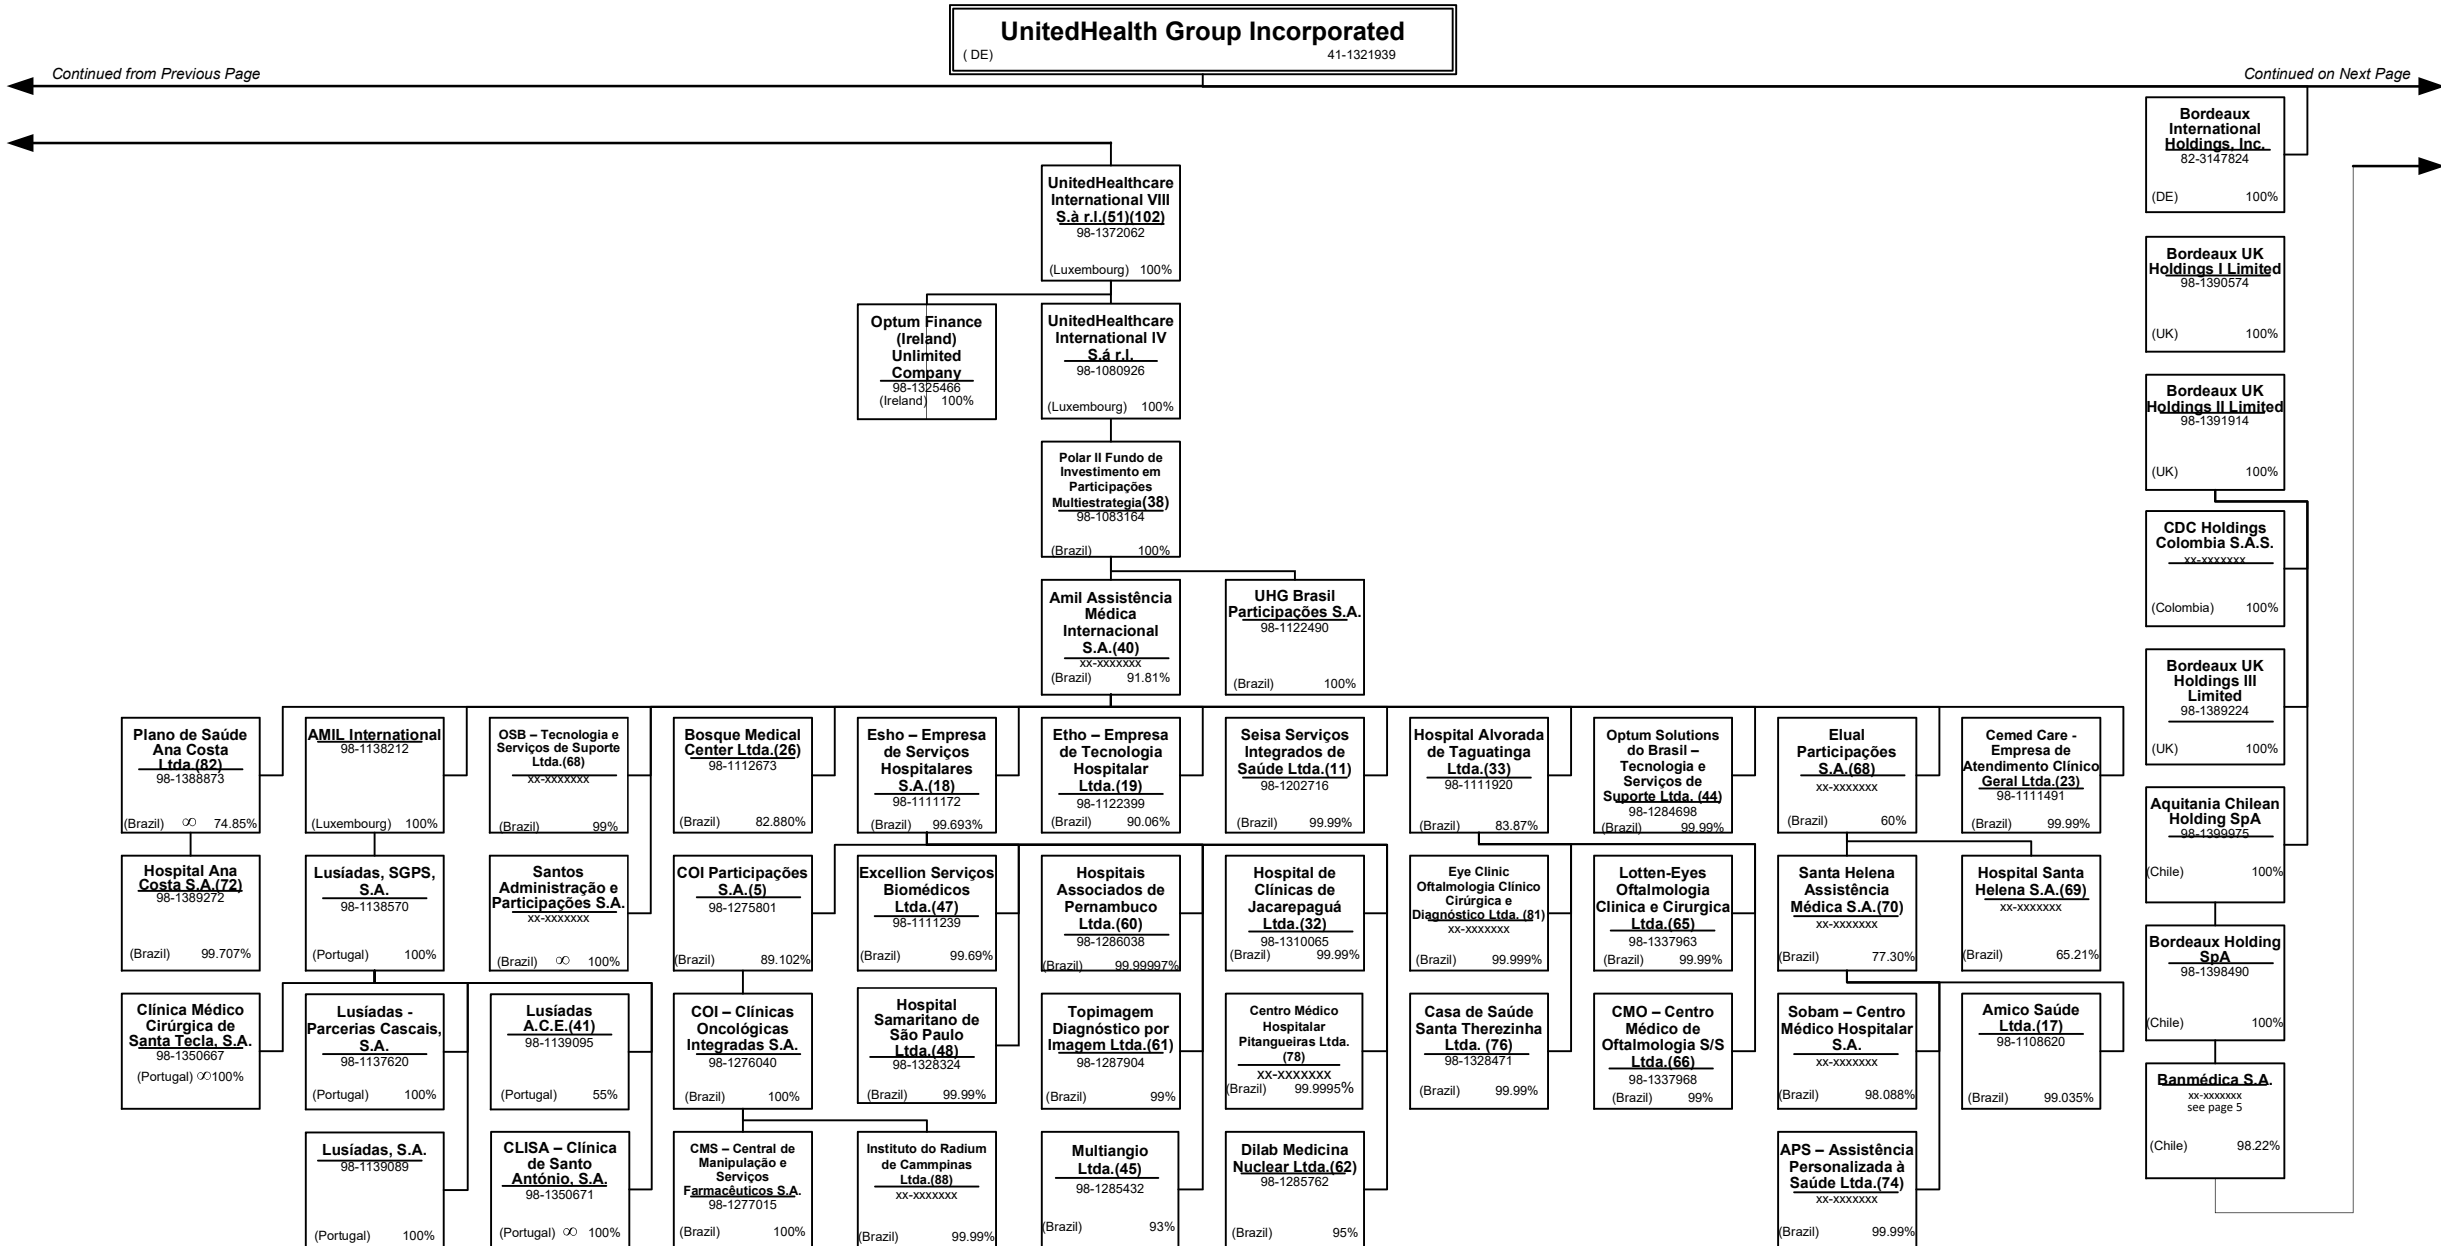 UnitedHealth Group Incorporated
( DE) 41-1321939
Continued from Previous Page
Continued on Next Page
Bordeaux
International
Holdings, Inc.
82-3147824
(DE) 100%
UnitedHealthcare
International VIII
S.à r.l.(51)(102)
98-1372062
(Luxembourg) 100%
Bordeaux UK
Holdings I Limited
98-1390574
(UK) 100%
Optum Finance
(Ireland)
Unlimited
Company
98-1325466
(Ireland) 100%
UnitedHealthcare
International IV
S.á r.l.
98-1080926
(Luxembourg) 100%
Bordeaux UK
Holdings II Limited
98-1391914
(UK) 100%
Polar II Fundo de
Investimento em
Participações
Multiestrategia(38)
98-1083164
(Brazil) 100%
CDC Holdings
Colombia S.A.S.
xx-xxxxxxx
(Colombia) 100%
Amil Assistência
Médica
Internacional
S.A.(40)
xx-xxxxxxx
(Brazil) 91.81%
UHG Brasil
Participações S.A.
98-1122490
(Brazil) 100%
Bordeaux UK
Holdings III
Limited
98-1389224
(UK) 100%
Plano de Saúde
Ana Costa
Ltda.(82)
98-1388873
(Brazil) ∞ 74.85%
AMIL International
98-1138212
(Luxembourg) 100%
OSB – Tecnologia e
Serviços de Suporte
Ltda.(68)
xx-xxxxxxx
(Brazil) 99%
Bosque Medical
Center Ltda.(26)
98-1112673
(Brazil) 82.880%
Esho – Empresa
de Serviços
Hospitalares
S.A.(18)
98-1111172
(Brazil) 99.693%
Etho – Empresa
de Tecnologia
Hospitalar
Ltda.(19)
98-1122399
(Brazil) 90.06%
Seisa Serviços
Integrados de
Saúde Ltda.(11)
98-1202716
(Brazil) 99.99%
Hospital Alvorada
de Taguatinga
Ltda.(33)
98-1111920
(Brazil) 83.87%
Optum Solutions
do Brasil –
Tecnologia e
Serviços de
Suporte Ltda. (44)
98-1284698
(Brazil) 99.99%
Elual
Participações
S.A.(68)
xx-xxxxxxx
(Brazil) 60%
Cemed Care -
Empresa de
Atendimento Clínico
Geral Ltda.(23)
98-1111491
(Brazil) 99.99%
Aquitania Chilean
Holding SpA
98-1399975
(Chile) 100%
Hospital Ana
Costa S.A.(72)
98-1389272
(Brazil) 99.707%
Lusíadas, SGPS,
S.A.
98-1138570
(Portugal) 100%
Santos
Administração e
Participações S.A.
xx-xxxxxxx
(Brazil) ∞ 100%
COI Participações
S.A.(5)
98-1275801
(Brazil) 89.102%
Excellion Serviços
Biomédicos
Ltda.(47)
98-1111239
(Brazil) 99.69%
Hospitais
Associados de
Pernambuco
Ltda.(60)
98-1286038
(Brazil) 99.99997%
Hospital de
Clínicas de
Jacarepaguá
Ltda.(32)
98-1310065
(Brazil) 99.99%
Eye Clinic
Oftalmologia Clínico
Cirúrgica e
Diagnóstico Ltda. (81)
xx-xxxxxxx
(Brazil) 99.999%
Lotten-Eyes
Oftalmologia
Clinica e Cirurgica
Ltda.(65)
98-1337963
(Brazil) 99.99%
Santa Helena
Assistência
Médica S.A.(70)
xx-xxxxxxx
(Brazil) 77.30%
Hospital Santa
Helena S.A.(69)
xx-xxxxxxx
(Brazil) 65.21%
Bordeaux Holding
SpA
98-1398490
(Chile) 100%
Clínica Médico
Cirúrgica de
Santa Tecla, S.A.
98-1350667
(Portugal) ∞100%
Lusíadas -
Parcerias Cascais,
S.A.
98-1137620
(Portugal) 100%
Lusíadas
A.C.E.(41)
98-1139095
(Portugal) 55%
COI – Clínicas
Oncológicas
Integradas S.A.
98-1276040
(Brazil) 100%
Hospital
Samaritano de
São Paulo
Ltda.(48)
98-1328324
(Brazil) 99.99%
Topimagem
Diagnóstico por
Imagem Ltda.(61)
98-1287904
(Brazil) 99%
Centro Médico
Hospitalar
Pitangueiras Ltda.
(78)
xx-xxxxxxx
(Brazil) 99.9995%
Casa de Saúde
Santa Therezinha
Ltda. (76)
98-1328471
(Brazil) 99.99%
CMO – Centro
Médico de
Oftalmologia S/S
Ltda.(66)
98-1337968
(Brazil) 99%
Sobam – Centro
Médico Hospitalar
S.A.
xx-xxxxxxx
(Brazil) 98.088%
Amico Saúde
Ltda.(17)
98-1108620
(Brazil) 99.035%
Banmédica S.A.
xx-xxxxxxx
see page 5
(Chile) 98.22%
Lusíadas, S.A.
98-1139089
(Portugal) 100%
CLISA – Clínica
de Santo
António, S.A.
98-1350671
(Portugal) ∞ 100%
CMS – Central de
Manipulação e
Serviços
Farmacêuticos S.A.
98-1277015
(Brazil) 100%
Instituto do Radium
de Cammpinas
Ltda.(88)
xx-xxxxxxx
(Brazil) 99.99%
Multiangio
Ltda.(45)
98-1285432
(Brazil) 93%
Dilab Medicina
Nuclear Ltda.(62)
98-1285762
(Brazil) 95%
APS – Assistência
Personalizada à
Saúde Ltda.(74)
xx-xxxxxxx
(Brazil) 99.99%